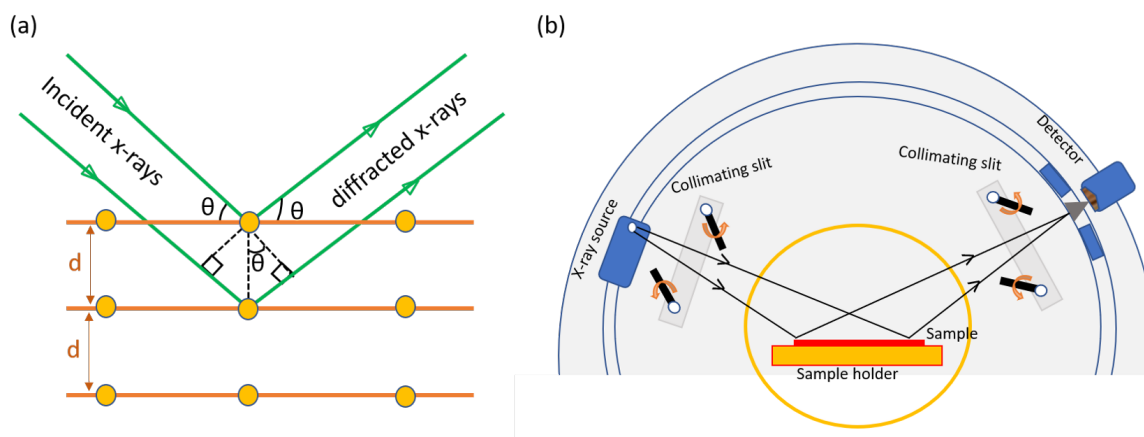 (a)
Incident x-rays
diffracted x-rays
θ
θ
θ
d
d
(b)
Collimating slit
Collimating slit
Detector
X-ray source
Sample
Sample holder